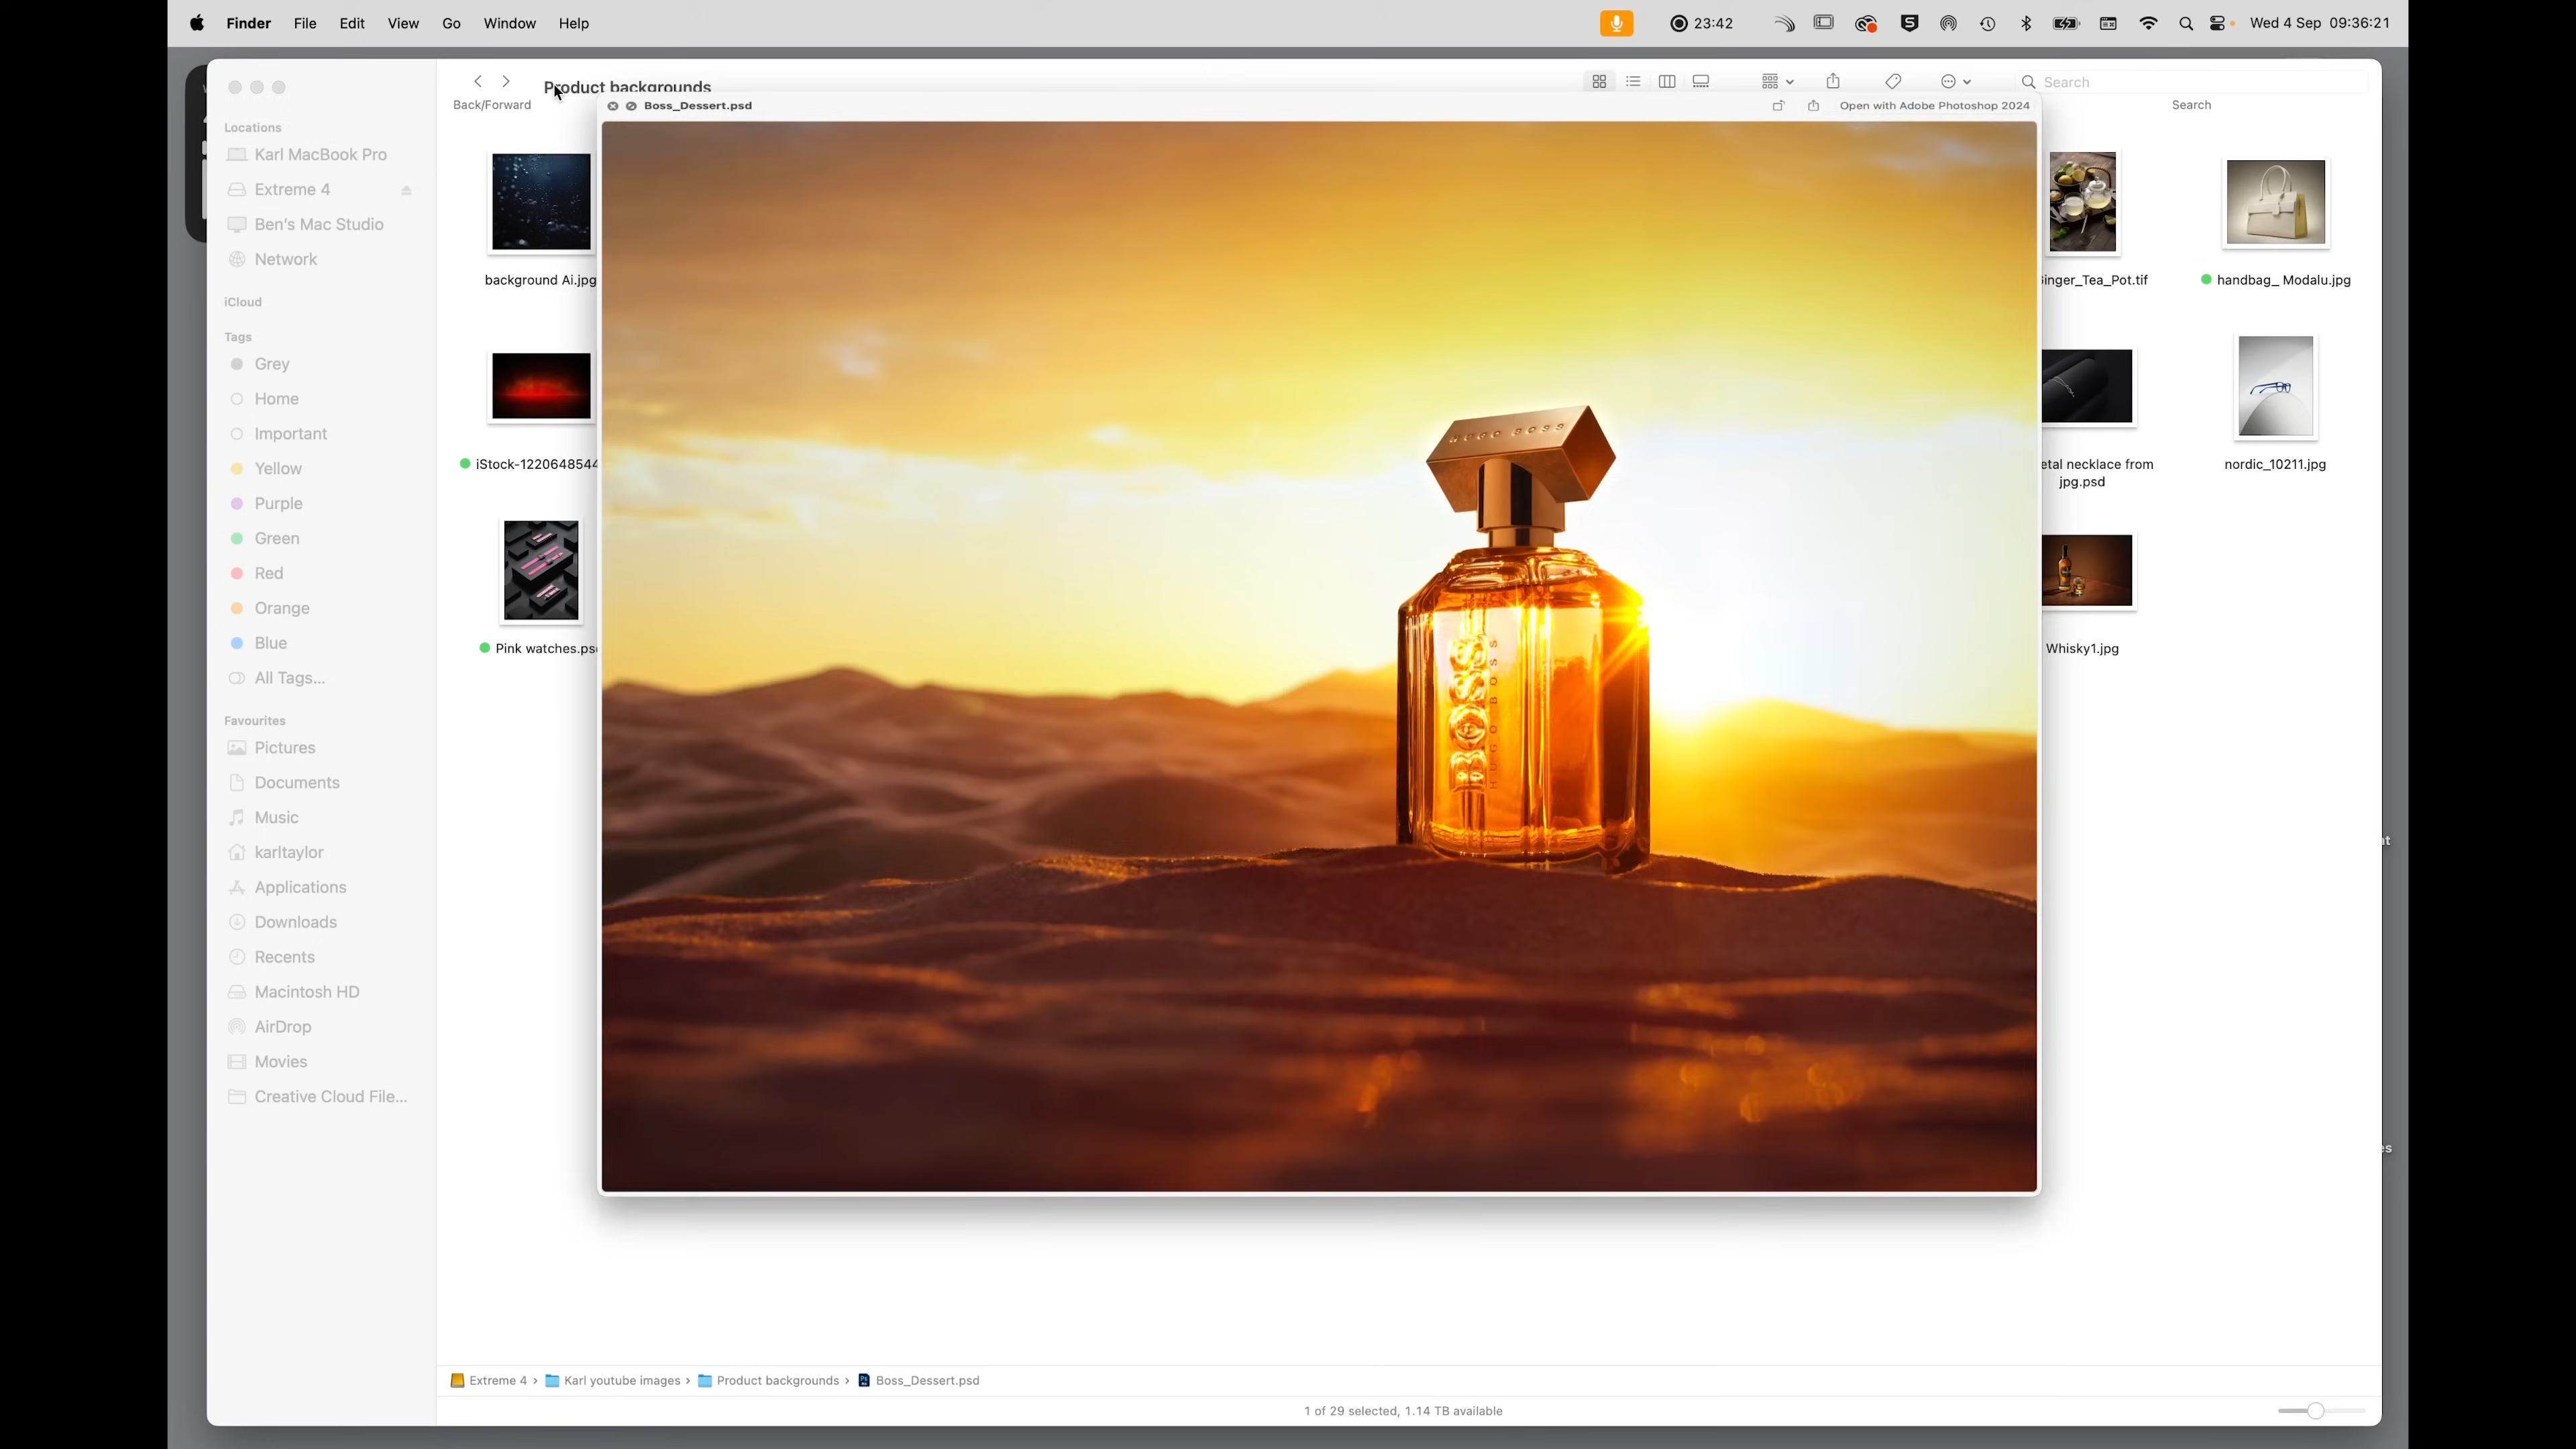 Finder File Edit View Go Window Help
23:42
Wed 4 Sep 09:36:21
Product backgrounds
Back/Forward
Search
Search
Boss_Dessert.psd
Open with Adobe Photoshop 2024
Locations
Karl MacBook Pro
Extreme 4
Ben's Mac Studio
Network
iCloud
Tags
Grey
Home
Important
Yellow
Purple
Green
Red
Orange
Blue
All Tags...
Favourites
Pictures
Documents
Music
karltaylor
Applications
Downloads
Recents
Macintosh HD
AirDrop
Movies
Creative Cloud File...
background Ai.jpg
iStock-1220648544
Pink watches.ps
HUGO BOSS
BOSS
HUGO BOSS
inger_Tea_Pot.tif
handbag_ Modalu.jpg
etal necklace from
jpg.psd
nordic_10211.jpg
Whisky1.jpg
at
es
Extreme 4 › Karl youtube images › Product backgrounds › Boss_Dessert.psd
1 of 29 selected, 1.14 TB available